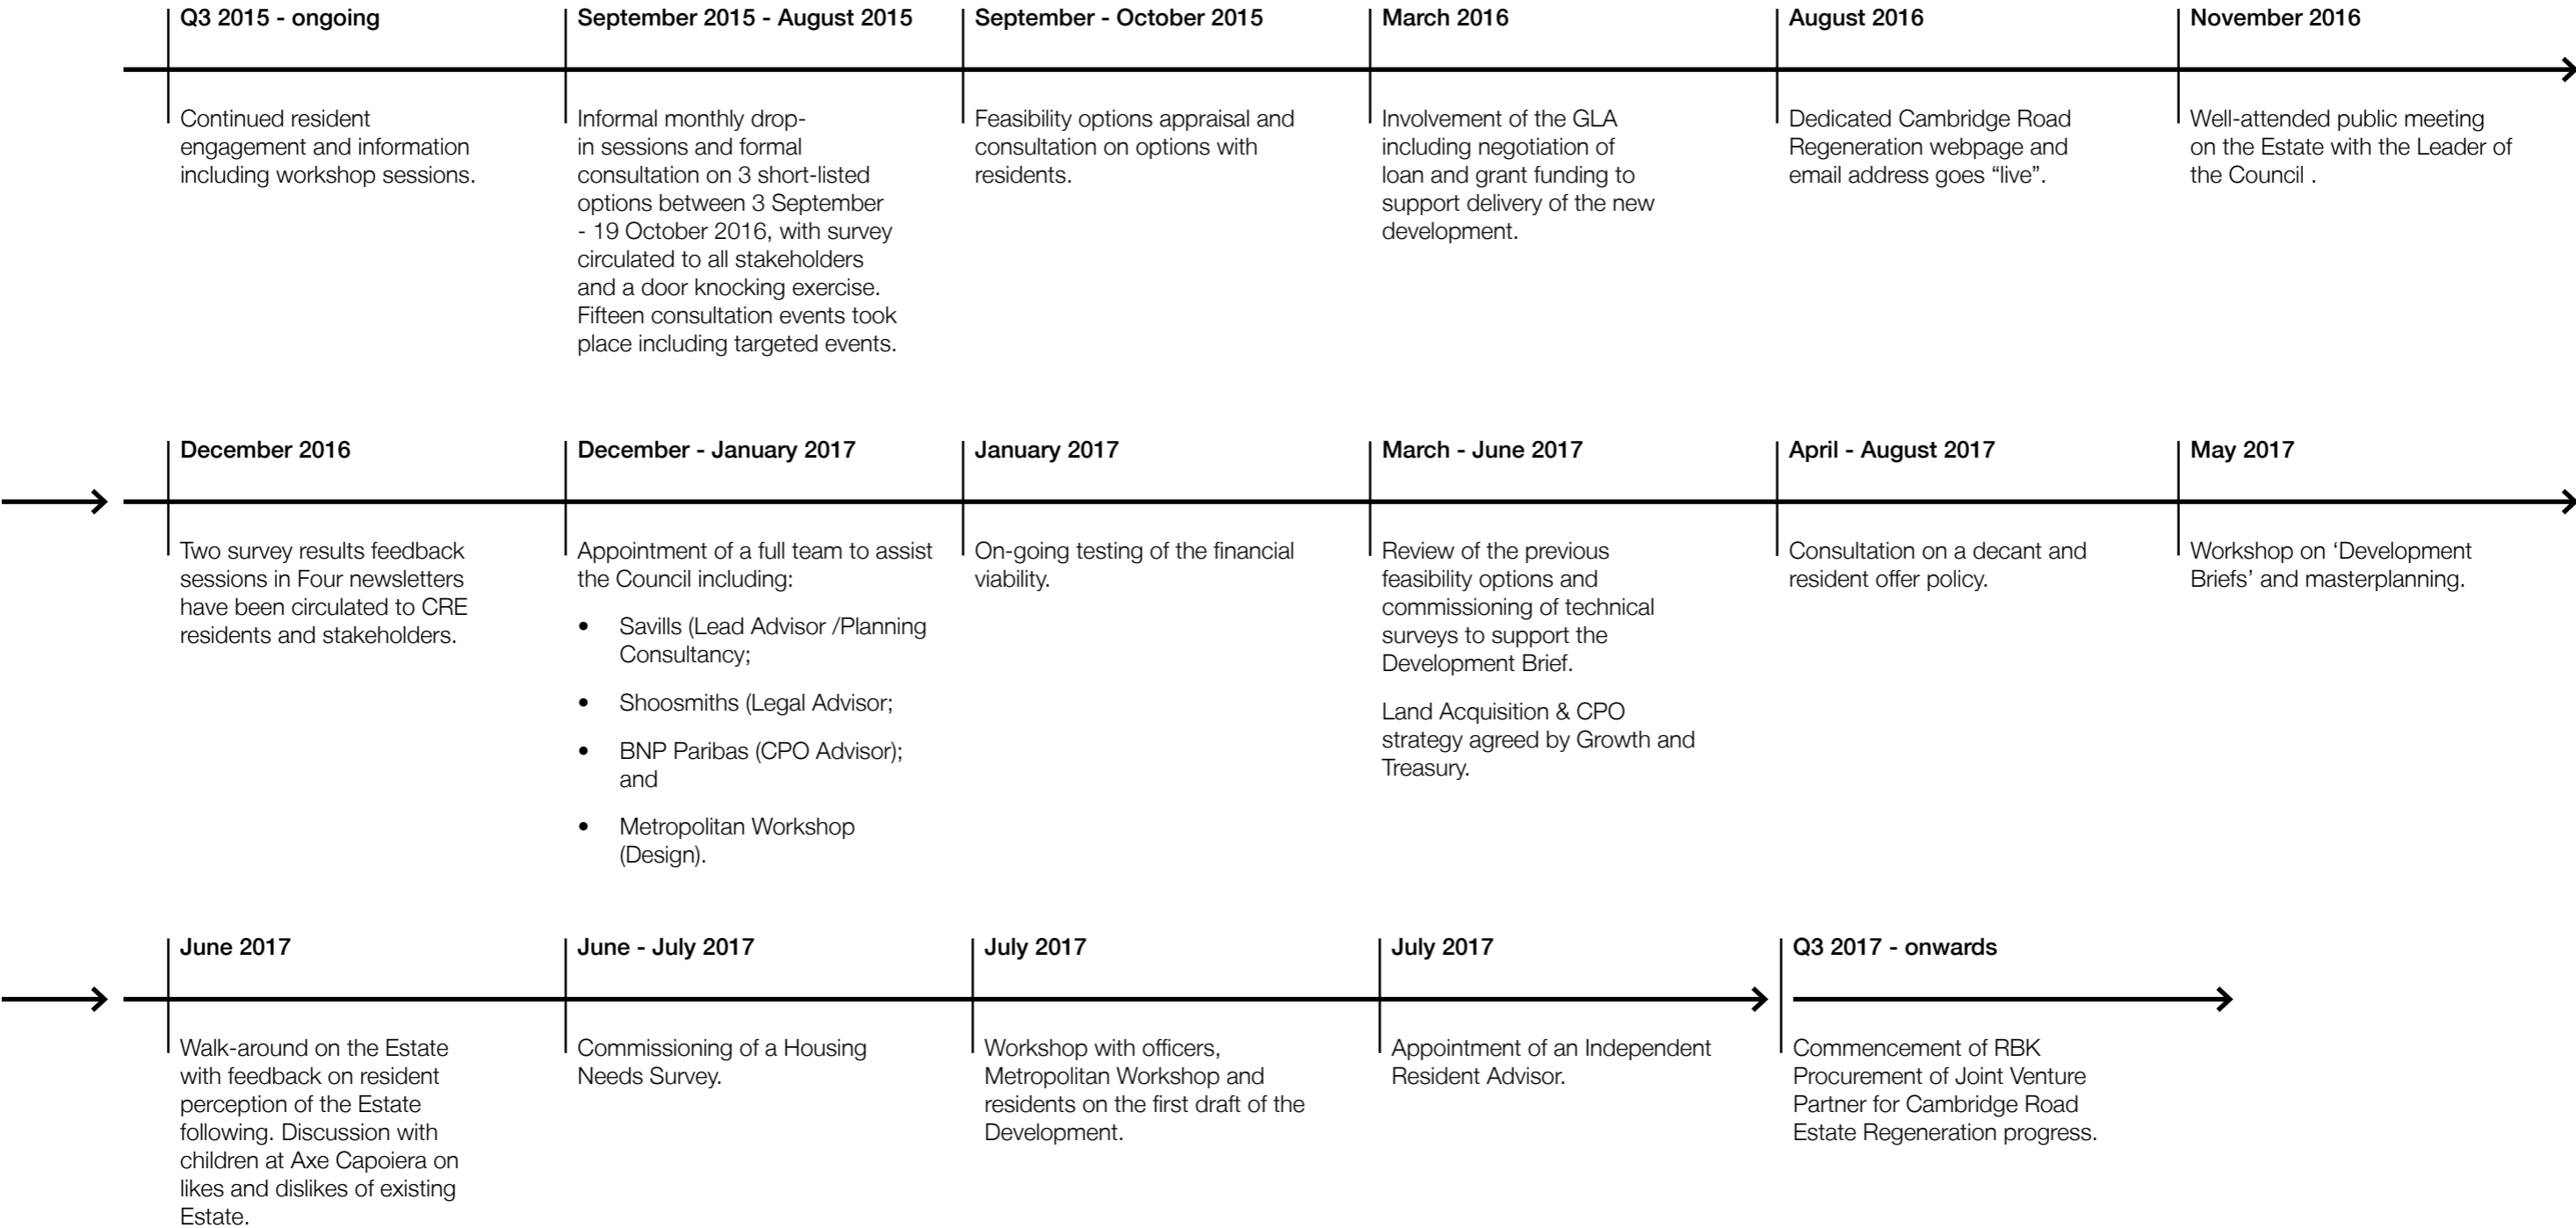 Q3 2015 - ongoing
Continued resident
engagement and information
including workshop sessions.
September 2015 - August 2015
Informal monthly drop-
in sessions and formal
consultation on 3 short-listed
options between 3 September
- 19 October 2016, with survey
circulated to all stakeholders
and a door knocking exercise.
Fifteen consultation events took
place including targeted events.
September - October 2015
Feasibility options appraisal and
consultation on options with
residents.
March 2016
Involvement of the GLA
including negotiation of
loan and grant funding to
support delivery of the new
development.
August 2016
Dedicated Cambridge Road
Regeneration webpage and
email address goes “live”.
November 2016
Well-attended public meeting
on the Estate with the Leader of
the Council .
December 2016
Two survey results feedback
sessions in Four newsletters
have been circulated to CRE
residents and stakeholders.
December - January 2017
Appointment of a full team to assist
the Council including:
• Savills (Lead Advisor /Planning
Consultancy;
• Shoosmiths (Legal Advisor;
• BNP Paribas (CPO Advisor);
and
• Metropolitan Workshop
(Design).
January 2017
On-going testing of the financial
viability.
March - June 2017
Review of the previous
feasibility options and
commissioning of technical
surveys to support the
Development Brief.
Land Acquisition & CPO
strategy agreed by Growth and
Treasury.
April - August 2017
Consultation on a decant and
resident offer policy.
May 2017
Workshop on ‘Development
Briefs’ and masterplanning.
June 2017
Walk-around on the Estate
with feedback on resident
perception of the Estate
following. Discussion with
children at Axe Capoiera on
likes and dislikes of existing
Estate.
June - July 2017
Commissioning of a Housing
Needs Survey.
July 2017
Workshop with officers,
Metropolitan Workshop and
residents on the first draft of the
Development.
July 2017
Appointment of an Independent
Resident Advisor.
Q3 2017 - onwards
Commencement of RBK
Procurement of Joint Venture
Partner for Cambridge Road
Estate Regeneration progress.